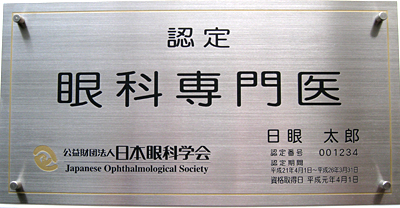 認定
眼科専門医
公益財団法人日本眼科学会
Japanese Ophthalmological Society
日眼 太郎
認定番号 001234
認定期間
平成21年4月1日〜平成26年3月31日
資格取得日 平成元年4月1日